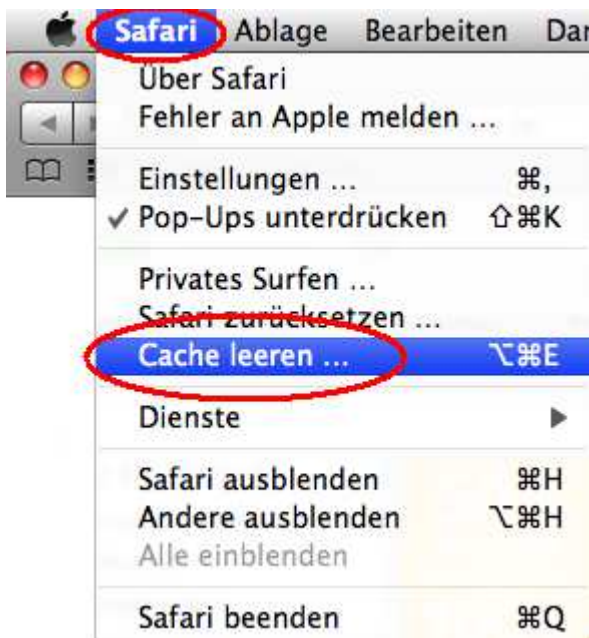 Safari Ablage Bearbeiten Dar
Über Safari
Fehler an Apple melden ...
Einstellungen ... ⌘,
✓ Pop-Ups unterdrücken ⇧⌘K
Privates Surfen ...
Safari zurücksetzen ...
Cache leeren ... ⌥⌘E
Dienste ▶
Safari ausblenden ⌘H
Andere ausblenden ⌥⌘H
Alle einblenden
Safari beenden ⌘Q